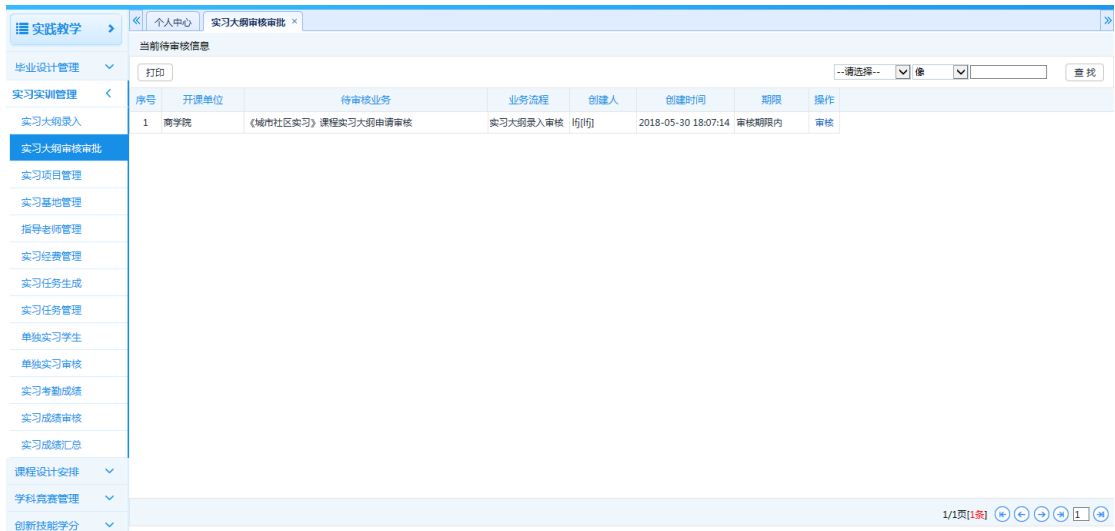 实践教学
毕业设计管理
实习实训管理
实习大纲录入
实习大纲审核审批
实习项目管理
实习基地管理
指导老师管理
实习经费管理
实习任务生成
实习任务管理
单独实习学生
单独实习审核
实习考勤成绩
实习成绩审核
实习成绩汇总
课程设计安排
学科竞赛管理
创新技能学分
个人中心 实习大纲审核审批 ×
当前待审核信息
打印 --请选择-- 像 查 找
序号 开课单位 待审核业务 业务流程 创建人 创建时间 期限 操作
1 商学院 《城市社区实习》课程实习大纲申请审核 实习大纲录入审核 lfj[lfj] 2018-05-30 18:07:14 审核期限内 审核
1/1页[1条] 1